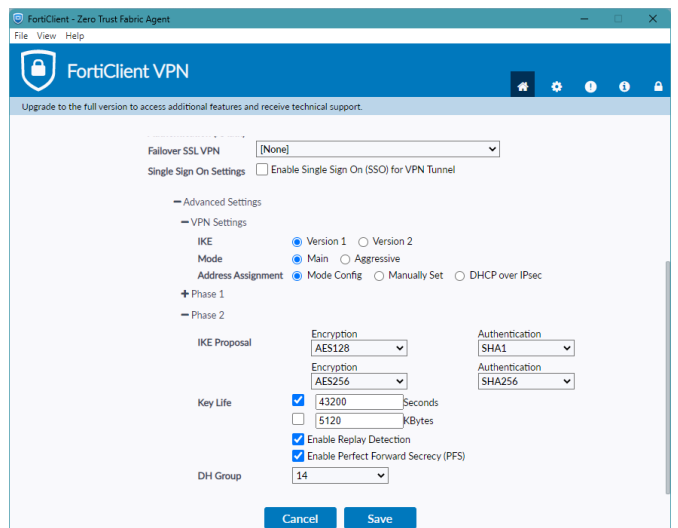 FortiClient - Zero Trust Fabric Agent
File View Help
FortiClient VPN
Upgrade to the full version to access additional features and receive technical support.
Failover SSL VPN [None]
Single Sign On Settings Enable Single Sign On (SSO) for VPN Tunnel
Advanced Settings
VPN Settings
IKE Version 1 Version 2
Mode Main Aggressive
Address Assignment Mode Config Manually Set DHCP over IPsec
Phase 1
Phase 2
Encryption Authentication
IKE Proposal AES128 SHA1
Encryption Authentication
AES256 SHA256
Key Life 43200 Seconds
5120 KBytes
Enable Replay Detection
Enable Perfect Forward Secrecy (PFS)
DH Group 14
Cancel Save